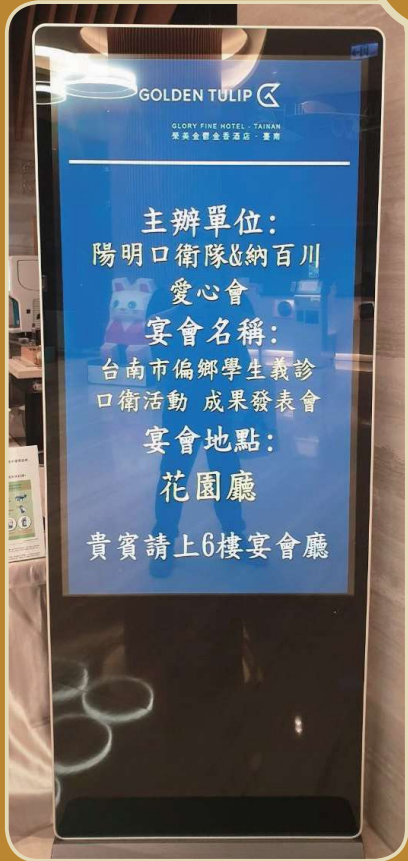 GOLDEN TULIP
GLORY FINE HOTEL - TAINAN
榮美金鬱金香酒店 · 臺南
主辦單位:
陽明口衛隊&納百川
愛心會
宴會名稱:
台南市偏鄉學生義診
口衛活動 成果發表會
宴會地點:
花園廳
貴賓請上6樓宴會廳